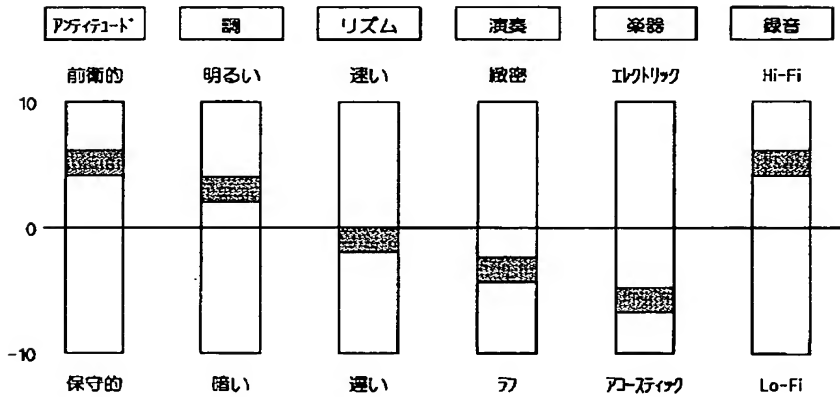 アティテュード 調 リズム 演奏 楽器 録音
前衛的 明るい 速い 緻密 エレクトリック Hi-Fi
10
0
-10
保守的 暗い 遅い ラフ アコースティック Lo-Fi